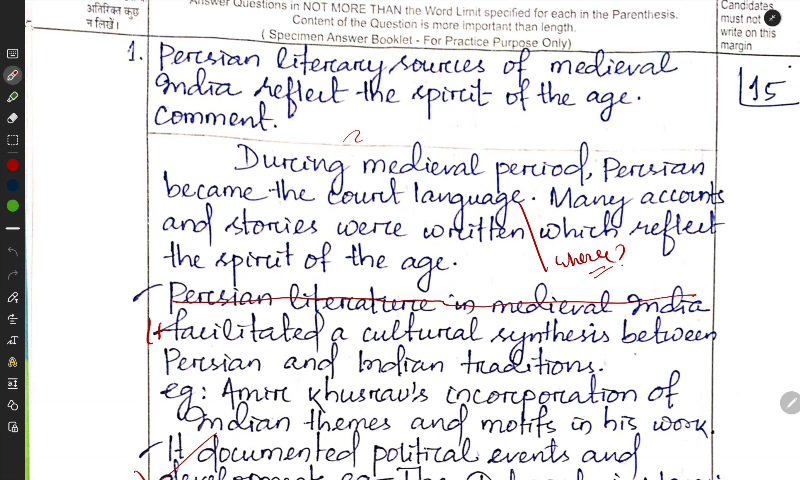 अतिरिक्त कुछ
न लिखें।
Answer Questions in NOT MORE THAN the Word Limit specified for each in the Parenthesis.
Content of the Question is more important than length.
( Specimen Answer Booklet - For Practice Purpose Only)
Candidates
must not
write on this
margin
1. Persian literary sources of medieval
India reflect the spirit of the age.
Comment.
15
During medieval period, Persian
became the court language. Many accounts
and stories were written which reflect
the spirit of the age.
where?
Persian literature in medieval India
It facilitated a cultural synthesis between
Persian and Indian traditions.
eg: Amir Khusrau's incorporation of
Indian themes and motifs in his work.
It documented political events and